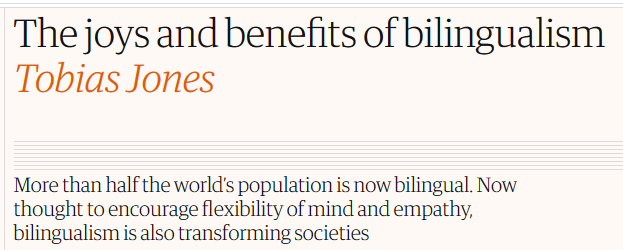 The joys and benefits of bilingualism
Tobias Jones
More than half the world's population is now bilingual. Now
thought to encourage flexibility of mind and empathy,
bilingualism is also transforming societies